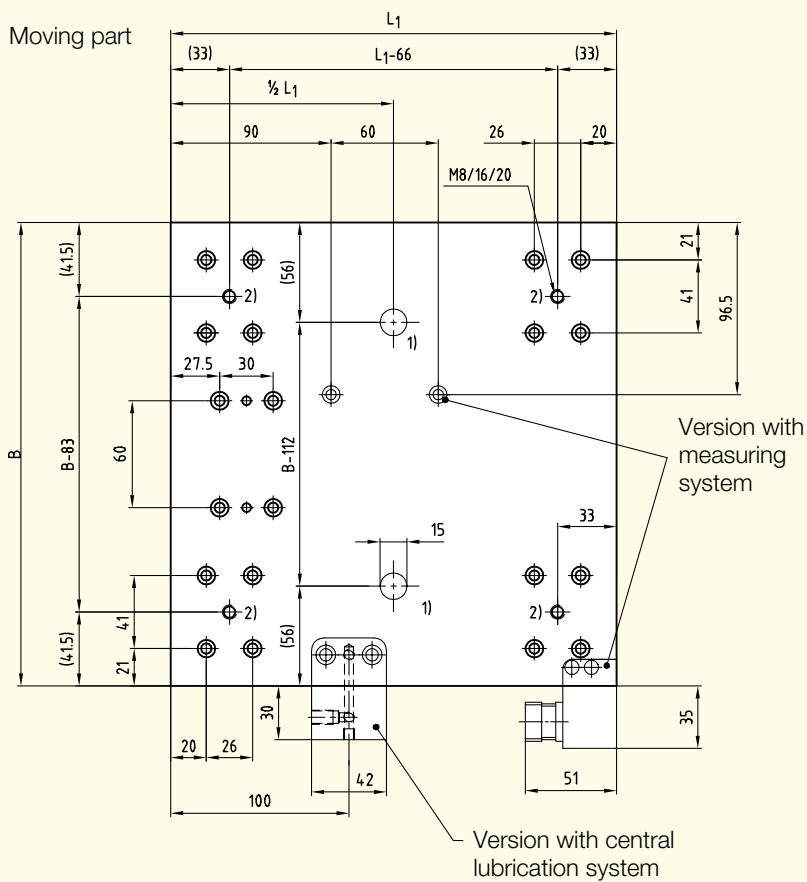 Moving part
L1
(33)
L1-66
(33)
½ L1
90
60
26
20
M8/16/20
(41.5)
(56)
21
41
96.5
2)
2)
1)
27.5
30
B
B-83
60
B-112
Version with
measuring
system
15
33
41
2)
1)
2)
(41.5)
21
(56)
30
35
20
26
42
51
100
Version with central
lubrication system